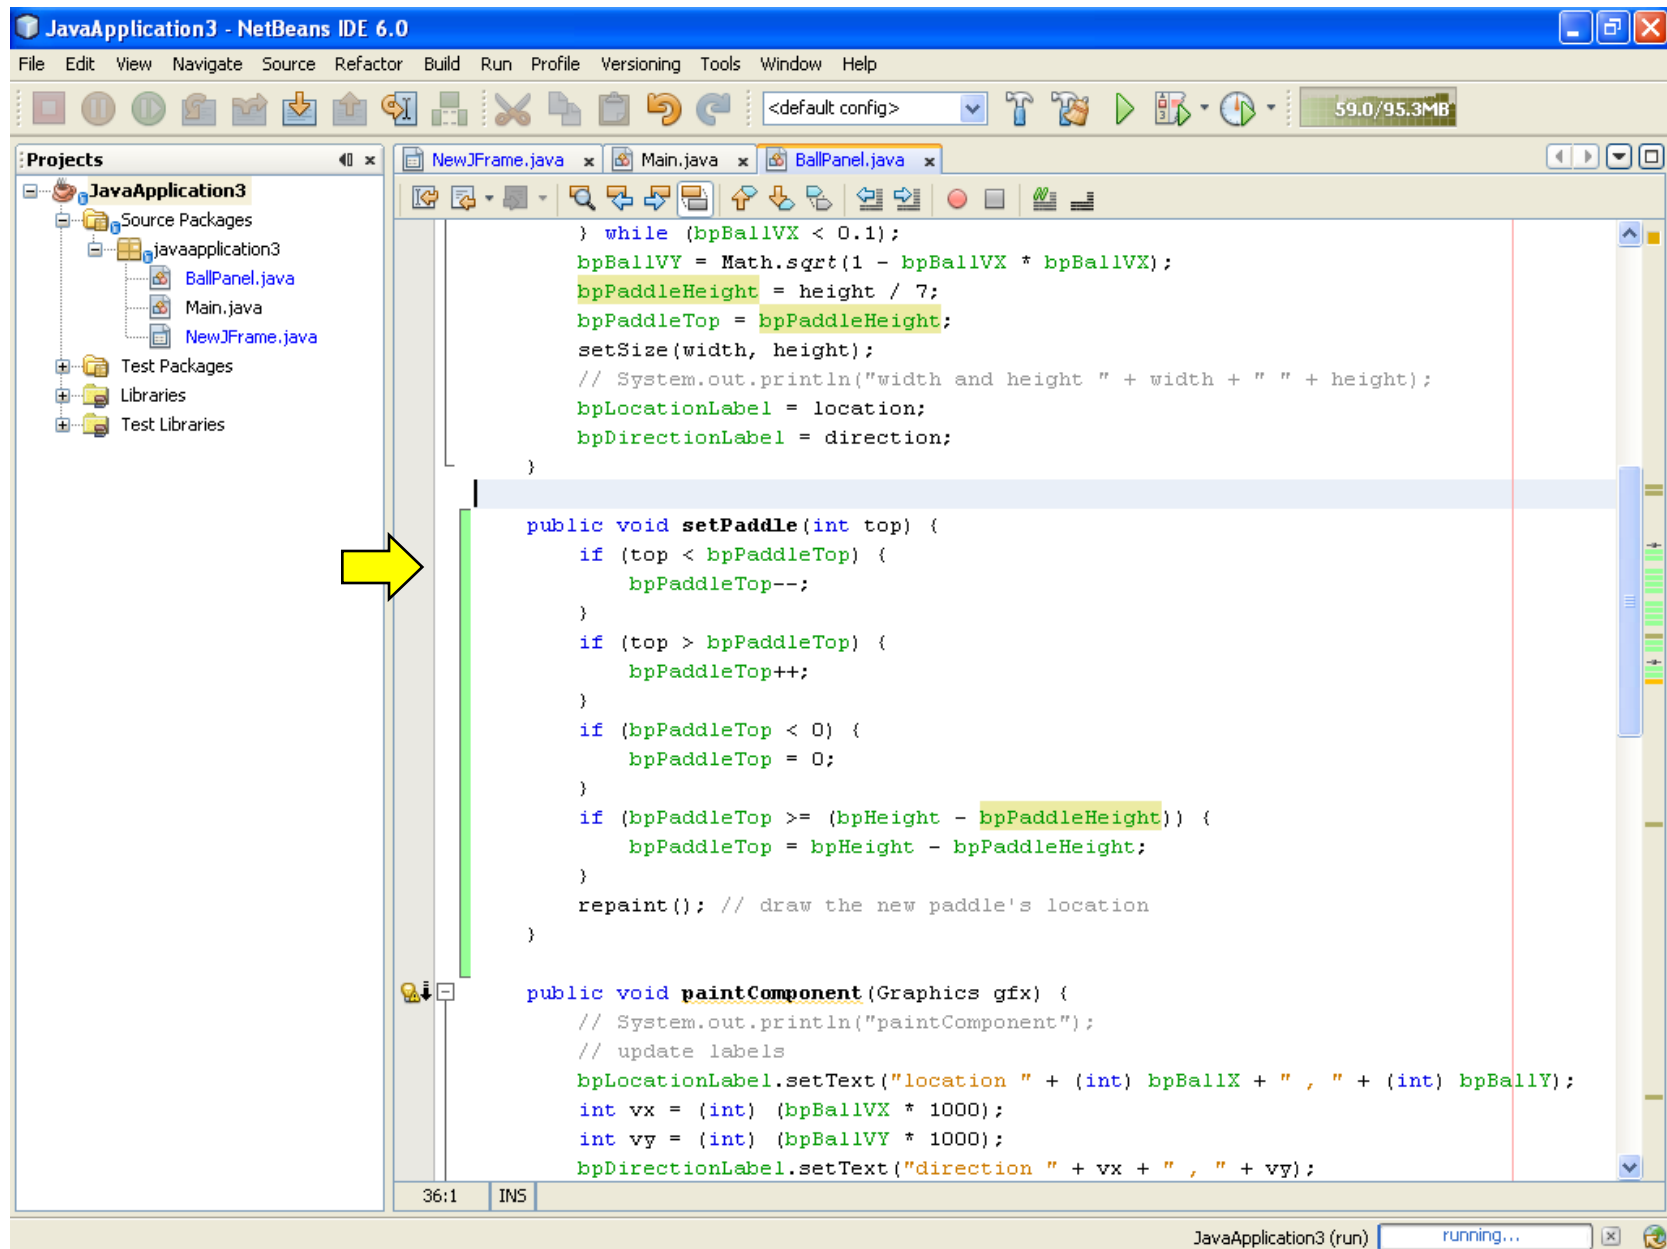 JavaApplication3 - NetBeans IDE 6.0
File Edit View Navigate Source Refactor Build Run Profile Versioning Tools Window Help
<default config>
59.0/95.3MB
Projects
NewJFrame.java
Main.java
BallPanel.java
JavaApplication3
Source Packages
javaapplication3
BallPanel.java
Main.java
NewJFrame.java
Test Packages
Libraries
Test Libraries
} while (bpBallVX < 0.1);
bpBallVY = Math.sqrt(1 - bpBallVX * bpBallVX);
bpPaddleHeight = height / 7;
bpPaddleTop = bpPaddleHeight;
setSize(width, height);
// System.out.println("width and height " + width + " " + height);
bpLocationLabel = location;
bpDirectionLabel = direction;
}
public void setPaddle(int top) {
if (top < bpPaddleTop) {
bpPaddleTop--;
}
if (top > bpPaddleTop) {
bpPaddleTop++;
}
if (bpPaddleTop < 0) {
bpPaddleTop = 0;
}
if (bpPaddleTop >= (bpHeight - bpPaddleHeight)) {
bpPaddleTop = bpHeight - bpPaddleHeight;
}
repaint(); // draw the new paddle's location
}
public void paintComponent(Graphics gfx) {
// System.out.println("paintComponent");
// update labels
bpLocationLabel.setText("location " + (int) bpBallX + " , " + (int) bpBallY);
int vx = (int) (bpBallVX * 1000);
int vy = (int) (bpBallVY * 1000);
bpDirectionLabel.setText("direction " + vx + " , " + vy);
36:1 INS
JavaApplication3 (run) running...